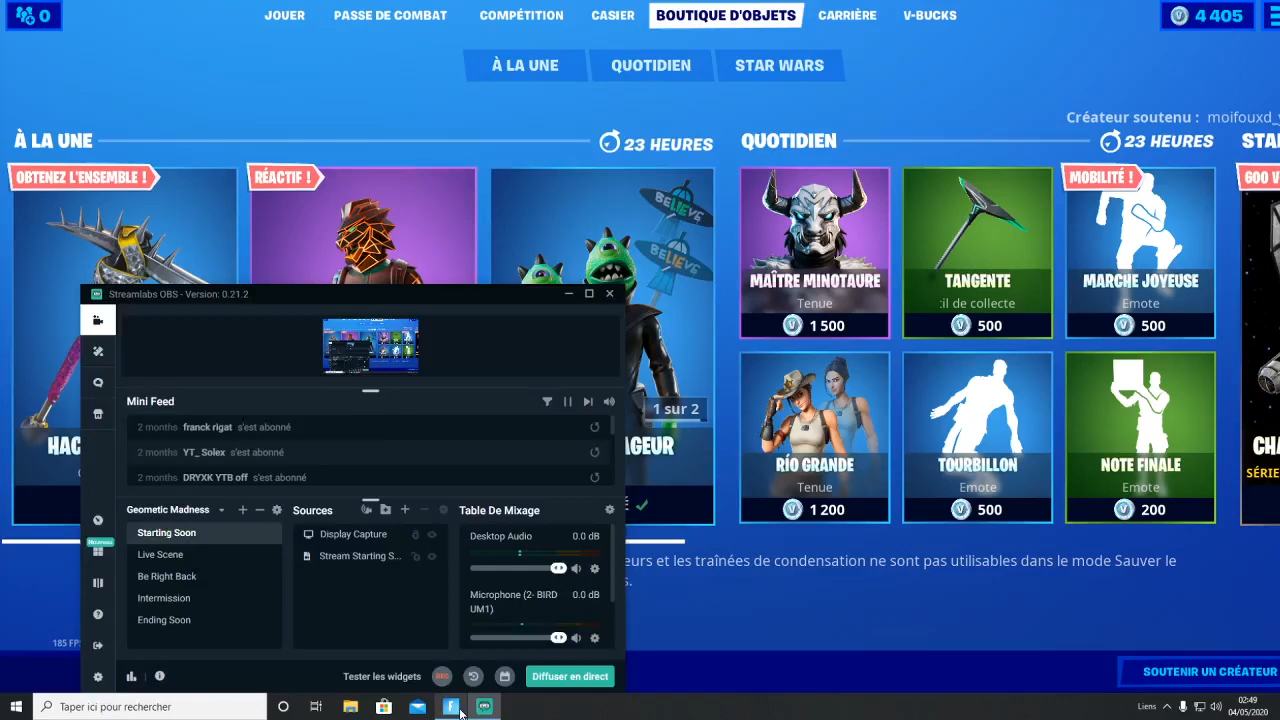 0
JOUER
PASSE DE COMBAT
COMPÉTITION
CASIER
BOUTIQUE D'OBJETS
CARRIÈRE
V-BUCKS
4 405
À LA UNE
QUOTIDIEN
STAR WARS
Créateur soutenu : moifouxd_
À LA UNE
23 HEURES
QUOTIDIEN
23 HEURES
OBTENEZ L'ENSEMBLE !
RÉACTIF !
BELIEVE
BELIEVE
MAÎTRE MINOTAURE
Tenue
1 500
TANGENTE
til de collecte
500
MOBILITÉ !
MARCHE JOYEUSE
Emote
500
600 V
RÍO GRANDE
Tenue
1 200
TOURBILLON
Emote
500
NOTE FINALE
Emote
200
SÉRIE
1 sur 2
AGEUR
HAC
Streamlabs OBS - Version: 0.21.2
Mini Feed
2 months franck rigat s'est abonné
2 months YT_ Solex s'est abonné
2 months DRYXK YTB off s'est abonné
Geometic Madness
Starting Soon
Live Scene
Be Right Back
Intermission
Ending Soon
Nouveau
Sources
Display Capture
Stream Starting S...
Table De Mixage
Desktop Audio 0.0 dB
Microphone (2- BIRD UM1) 0.0 dB
Tester les widgets
REC
Diffuser en direct
eurs et les traînées de condensation ne sont pas utilisables dans le mode Sauver le
s.
185 FPS
SOUTENIR UN CRÉATEUR
Taper ici pour rechercher
Liens
02:49
04/05/2020